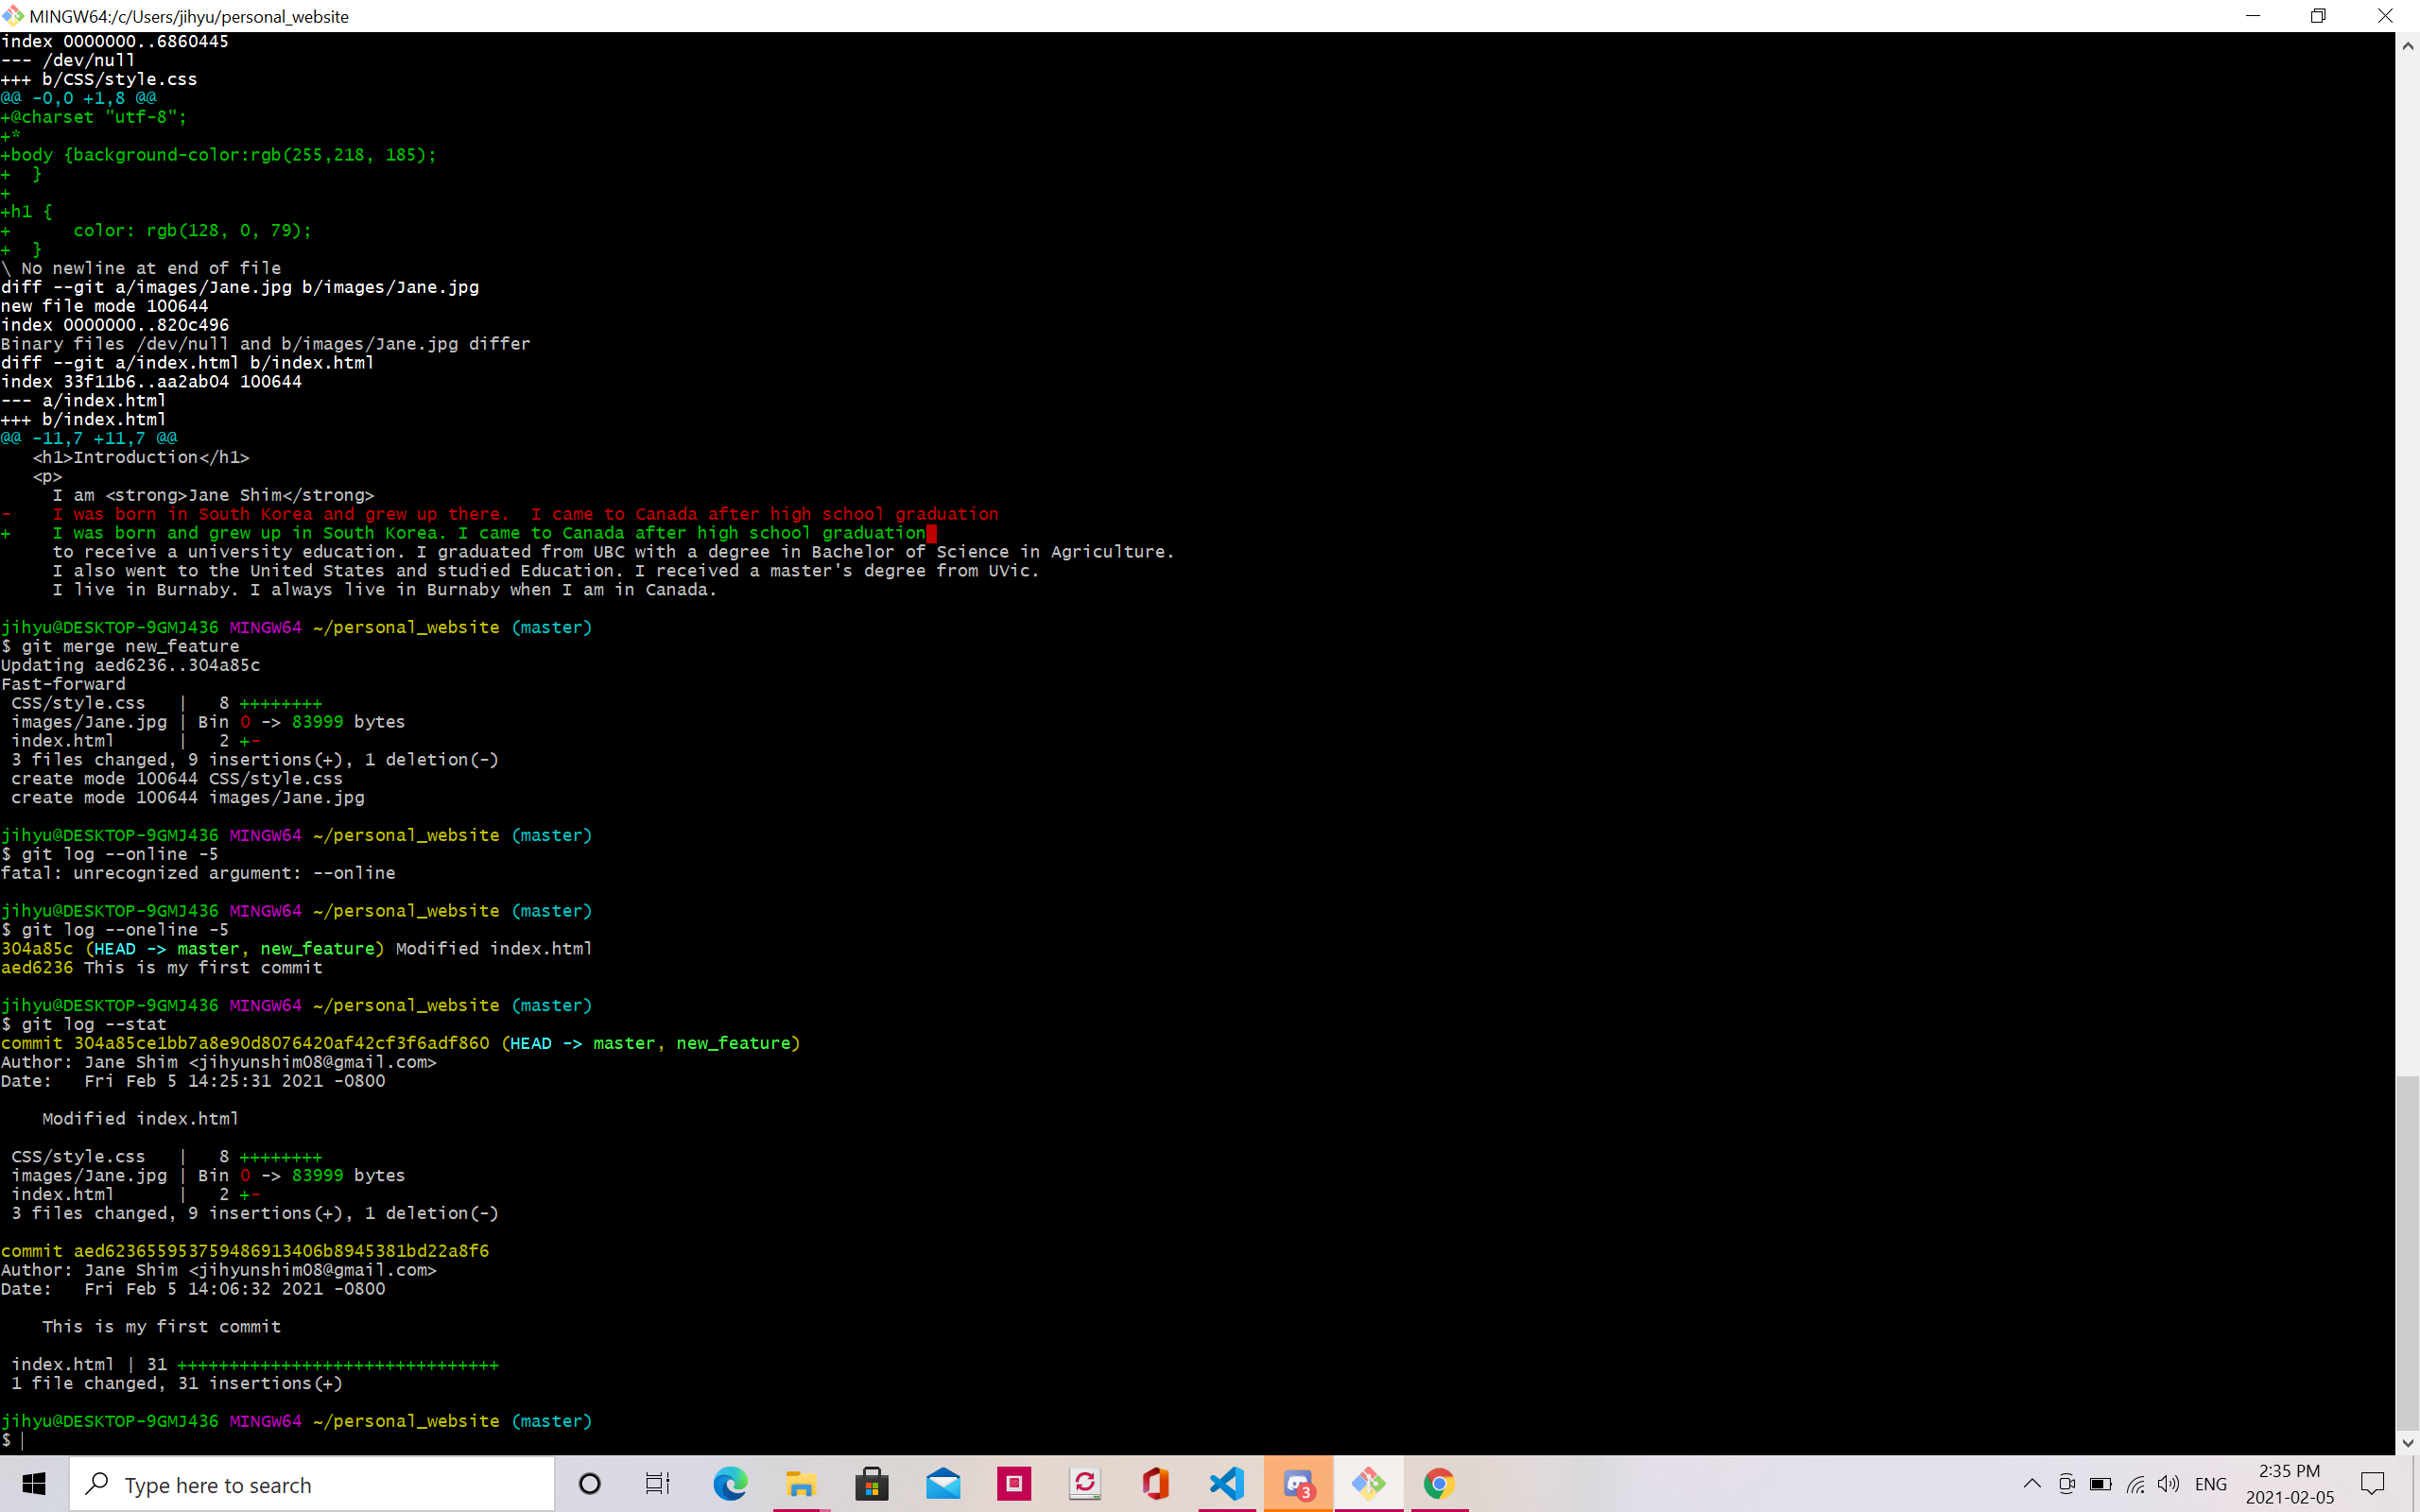 MINGW64:/c/Users/jihyu/personal_website
index 0000000..6860445
--- /dev/null
+++ b/CSS/style.css
@@ -0,0 +1,8 @@
+@charset "utf-8";
+*
+body {background-color:rgb(255,218, 185);
+  }
+
+h1 {
+      color: rgb(128, 0, 79);
+  }
\ No newline at end of file
diff --git a/images/Jane.jpg b/images/Jane.jpg
new file mode 100644
index 0000000..820c496
Binary files /dev/null and b/images/Jane.jpg differ
diff --git a/index.html b/index.html
index 33f11b6..aa2ab04 100644
--- a/index.html
+++ b/index.html
@@ -11,7 +11,7 @@
   <h1>Introduction</h1>
   <p>
     I am <strong>Jane Shim</strong>
-    I was born in South Korea and grew up there.  I came to Canada after high school graduation
+    I was born and grew up in South Korea. I came to Canada after high school graduation
     to receive a university education. I graduated from UBC with a degree in Bachelor of Science in Agriculture.
     I also went to the United States and studied Education. I received a master's degree from UVic.
     I live in Burnaby. I always live in Burnaby when I am in Canada.
jihyu@DESKTOP-9GMJ436 MINGW64 ~/personal_website (master)
$ git merge new_feature
Updating aed6236..304a85c
Fast-forward
 CSS/style.css   |   8 ++++++++
 images/Jane.jpg | Bin 0 -> 83999 bytes
 index.html      |   2 +-
 3 files changed, 9 insertions(+), 1 deletion(-)
 create mode 100644 CSS/style.css
 create mode 100644 images/Jane.jpg
jihyu@DESKTOP-9GMJ436 MINGW64 ~/personal_website (master)
$ git log --online -5
fatal: unrecognized argument: --online
jihyu@DESKTOP-9GMJ436 MINGW64 ~/personal_website (master)
$ git log --oneline -5
304a85c (HEAD -> master, new_feature) Modified index.html
aed6236 This is my first commit
jihyu@DESKTOP-9GMJ436 MINGW64 ~/personal_website (master)
$ git log --stat
commit 304a85ce1bb7a8e90d8076420af42cf3f6adf860 (HEAD -> master, new_feature)
Author: Jane Shim <jihyunshim08@gmail.com>
Date:   Fri Feb 5 14:25:31 2021 -0800
    Modified index.html
 CSS/style.css   |   8 ++++++++
 images/Jane.jpg | Bin 0 -> 83999 bytes
 index.html      |   2 +-
 3 files changed, 9 insertions(+), 1 deletion(-)
commit aed623655953759486913406b8945381bd22a8f6
Author: Jane Shim <jihyunshim08@gmail.com>
Date:   Fri Feb 5 14:06:32 2021 -0800
    This is my first commit
 index.html | 31 +++++++++++++++++++++++++++++++
 1 file changed, 31 insertions(+)
jihyu@DESKTOP-9GMJ436 MINGW64 ~/personal_website (master)
$
Type here to search
3
ENG
2:35 PM
2021-02-05